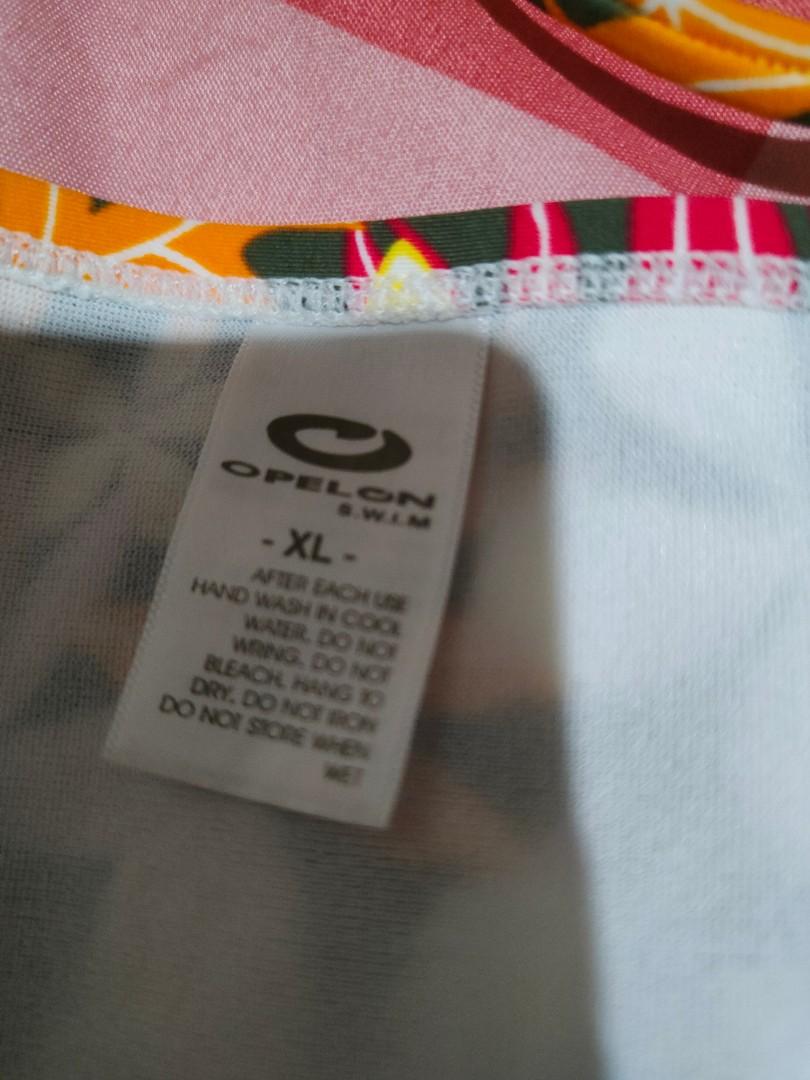 OPELON
S.W.I.M
- XL -
AFTER EACH USE
HAND WASH IN COOL
WATER. DO NOT
WRING. DO NOT
BLEACH. HANG TO
DRY. DO NOT IRON
DO NOT STORE WHEN
WET